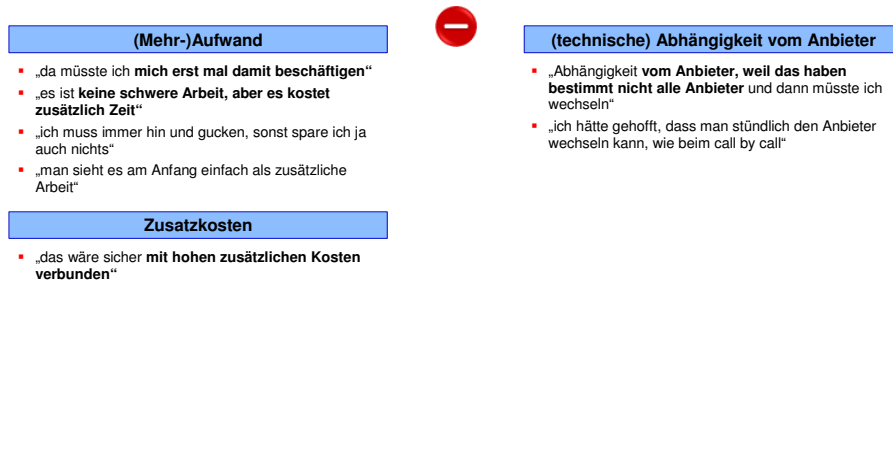 (Mehr-)Aufwand
„da müsste ich mich erst mal damit beschäftigen“
„es ist keine schwere Arbeit, aber es kostet
zusätzlich Zeit“
„ich muss immer hin und gucken, sonst spare ich ja
auch nichts“
„man sieht es am Anfang einfach als zusätzliche
Arbeit“
Zusatzkosten
„das wäre sicher mit hohen zusätzlichen Kosten
verbunden“
(technische) Abhängigkeit vom Anbieter
„Abhängigkeit vom Anbieter, weil das haben
bestimmt nicht alle Anbieter und dann müsste ich
wechseln“
„ich hätte gehofft, dass man stündlich den Anbieter
wechseln kann, wie beim call by call“